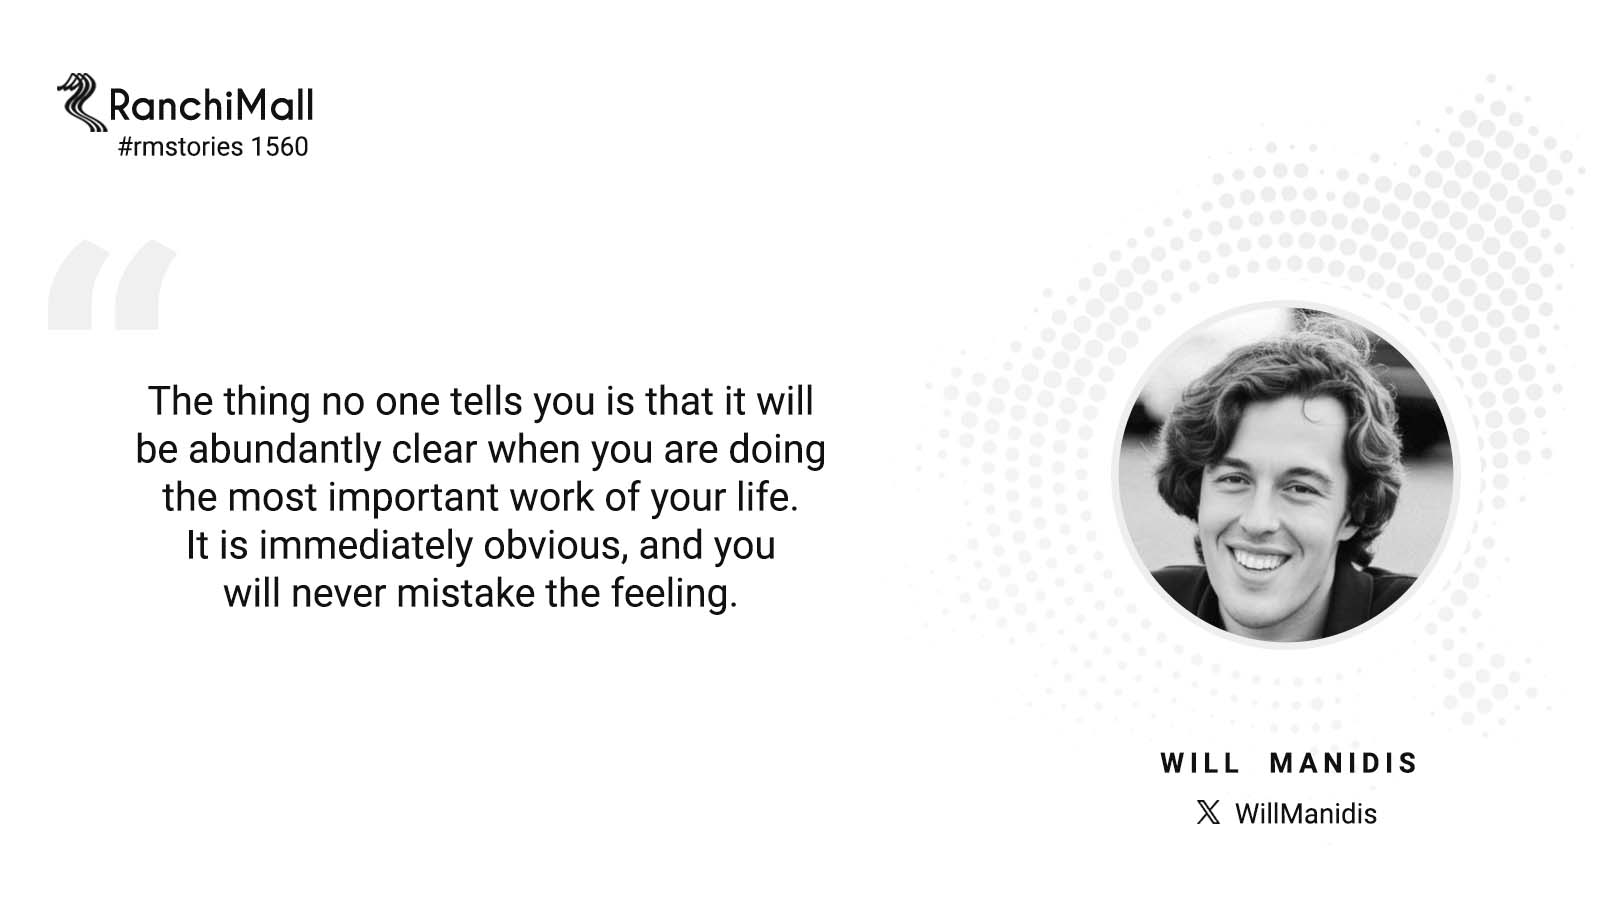 RanchiMall
#rmstories 1560
“
The thing no one tells you is that it will
be abundantly clear when you are doing
the most important work of your life.
It is immediately obvious, and you
will never mistake the feeling.
WILL MANIDIS
𝕏 WillManidis